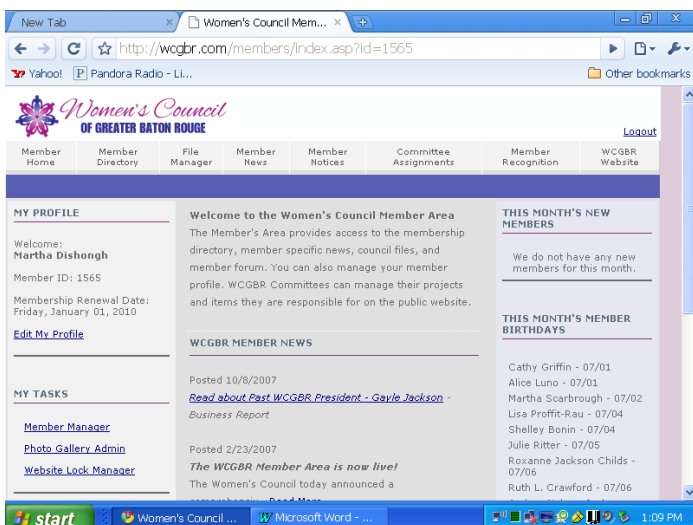 New Tab
Women's Council Mem...
http://wcgbr.com/members/index.asp?id=1565
Yahoo!
Pandora Radio - Li...
Other bookmarks
Women's Council
OF GREATER BATON ROUGE
Logout
Member Home
Member Directory
File Manager
Member News
Member Notices
Committee Assignments
Member Recognition
WCGBR Website
MY PROFILE
Welcome:
Martha Dishongh
Member ID: 1565
Membership Renewal Date:
Friday, January 01, 2010
Edit My Profile
MY TASKS
Member Manager
Photo Gallery Admin
Website Lock Manager
Welcome to the Women's Council Member Area
The Member's Area provides access to the membership
directory, member specific news, council files, and
member forum. You can also manage your member
profile. WCGBR Committees can manage their projects
and items they are responsible for on the public website.
WCGBR MEMBER NEWS
Posted 10/8/2007
Read about Past WCGBR President - Gayle Jackson -
Business Report
Posted 2/23/2007
The WCGBR Member Area is now live!
The Women's Council today announced a
THIS MONTH'S NEW
MEMBERS
We do not have any new
members for this month.
THIS MONTH'S MEMBER
BIRTHDAYS
Cathy Griffin - 07/01
Alice Luno - 07/01
Martha Scarbrough - 07/02
Lisa Proffit-Rau - 07/04
Shelley Bonin - 07/04
Julie Ritter - 07/05
Roxanne Jackson Childs -
07/06
Ruth L. Crawford - 07/06
start
Women's Council ...
Microsoft Word - ...
1:09 PM